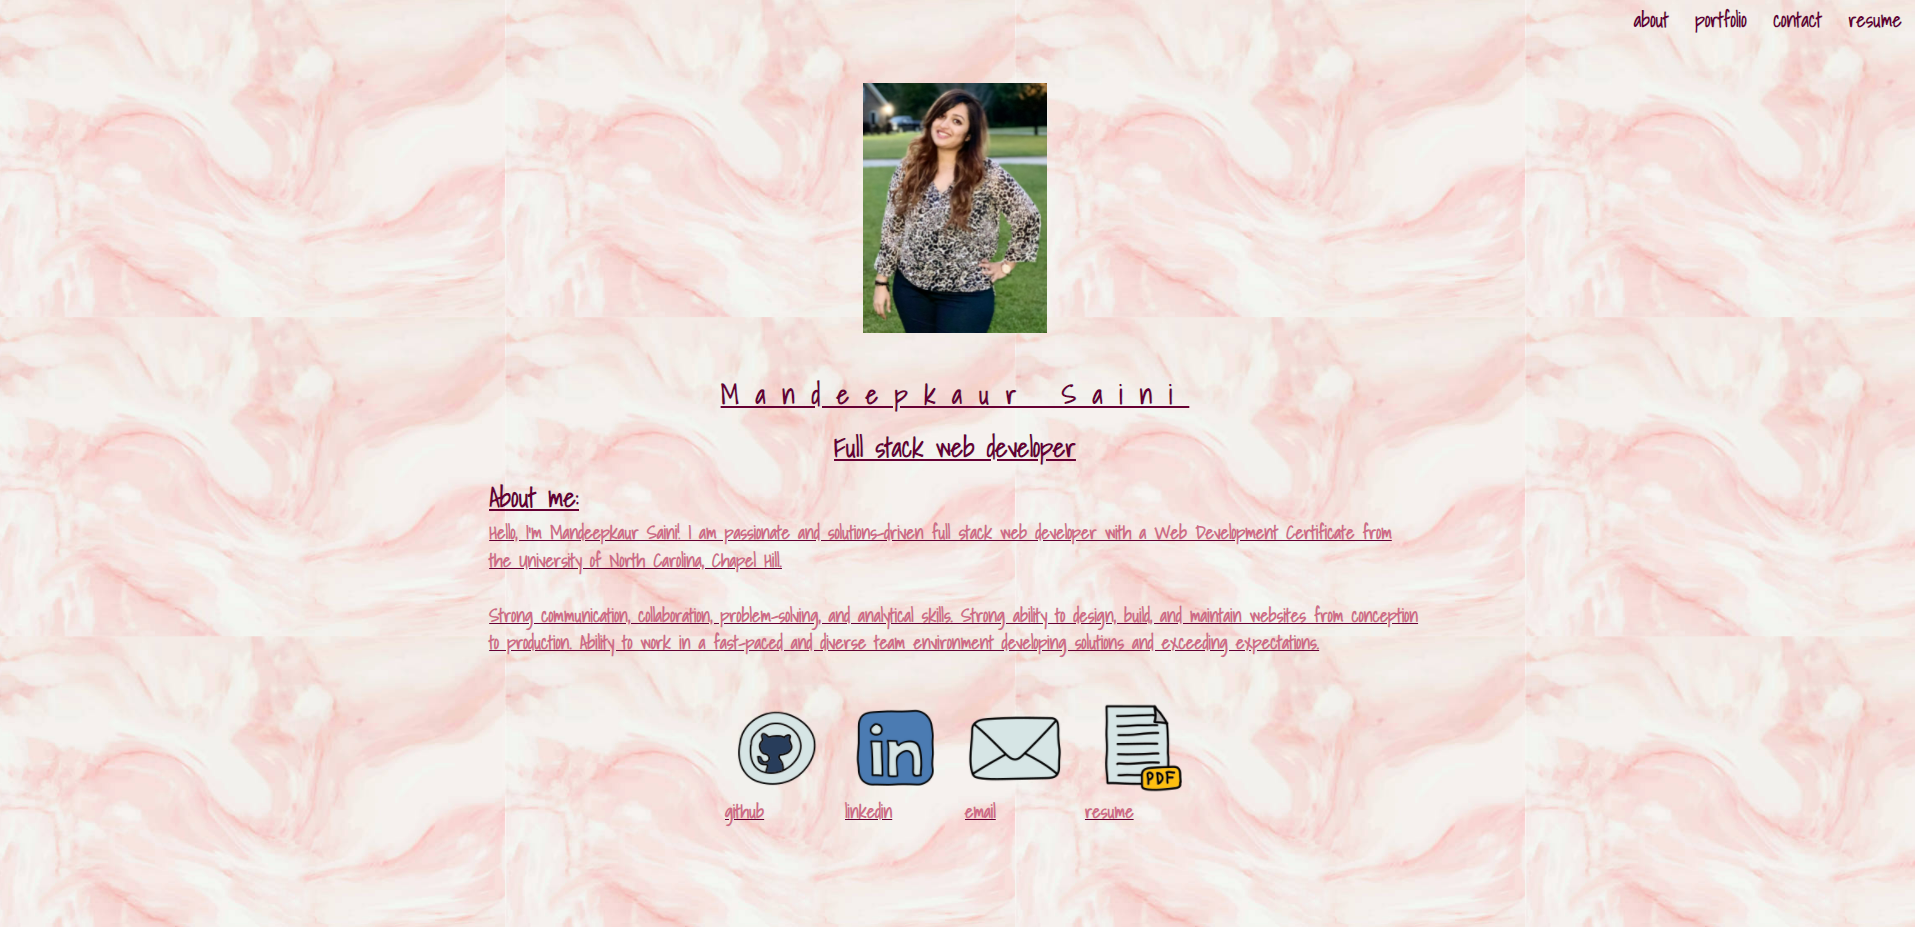 about portfolio contact resume
Mandeepkaur Saini
Full stack web developer
About me:
Hello, I'm Mandeepkaur Saini! I am passionate and solutions-driven full stack web developer with a Web Development Certificate from
the University of North Carolina, Chapel Hill.
Strong communication, collaboration, problem-solving, and analytical skills. Strong ability to design, build, and maintain websites from conception
to production. Ability to work in a fast-paced and diverse team environment developing solutions and exceeding expectations.
in
PDF
github linkedin email resume